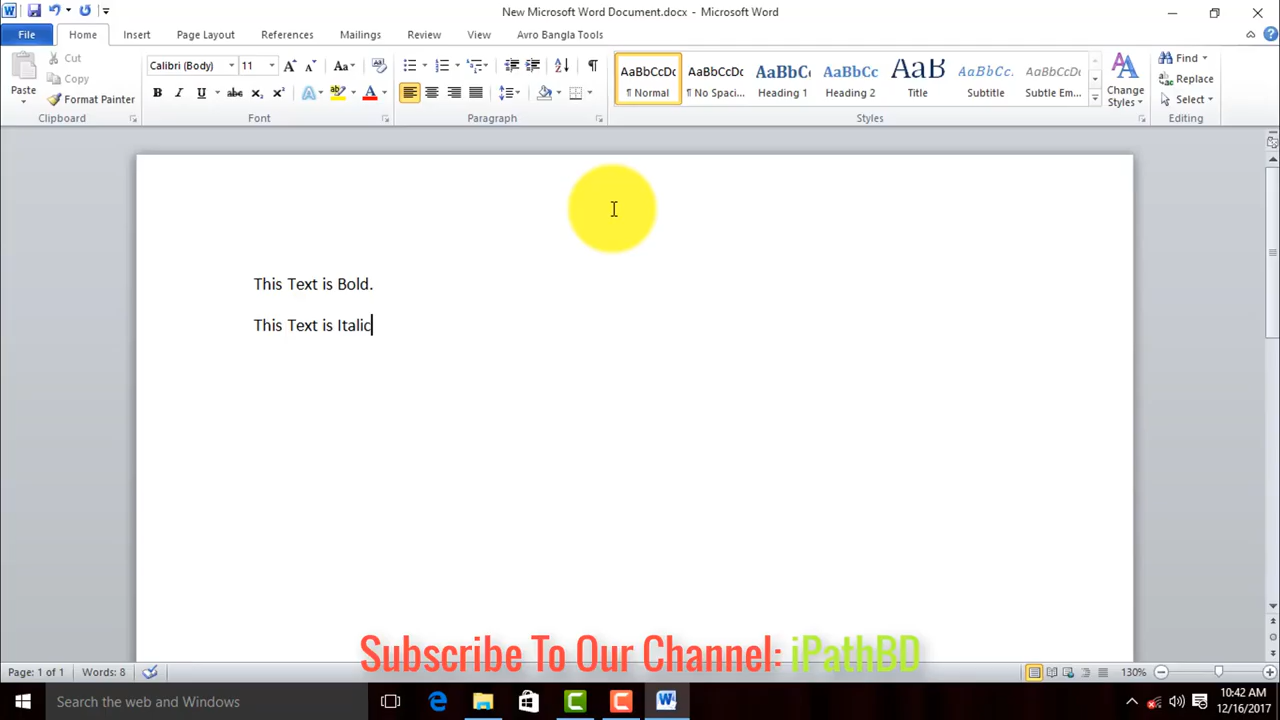 New Microsoft Word Document.docx - Microsoft Word
File Home Insert Page Layout References Mailings Review View Avro Bangla Tools
Paste
Cut
Copy
Format Painter
Clipboard
Calibri (Body) 11
Font
Paragraph
AaBbCcDc AaBbCcDc AaBbC AaBbCc AaB AaBbCc. AaBbCcDc
¶ Normal ¶ No Spaci... Heading 1 Heading 2 Title Subtitle Subtle Em...
Change
Styles
Styles
Find
Replace
Select
Editing
This Text is Bold.
This Text is Italic
Subscribe To Our Channel: iPathBD
Page: 1 of 1 Words: 8 130%
Search the web and Windows
10:42 AM
12/16/2017